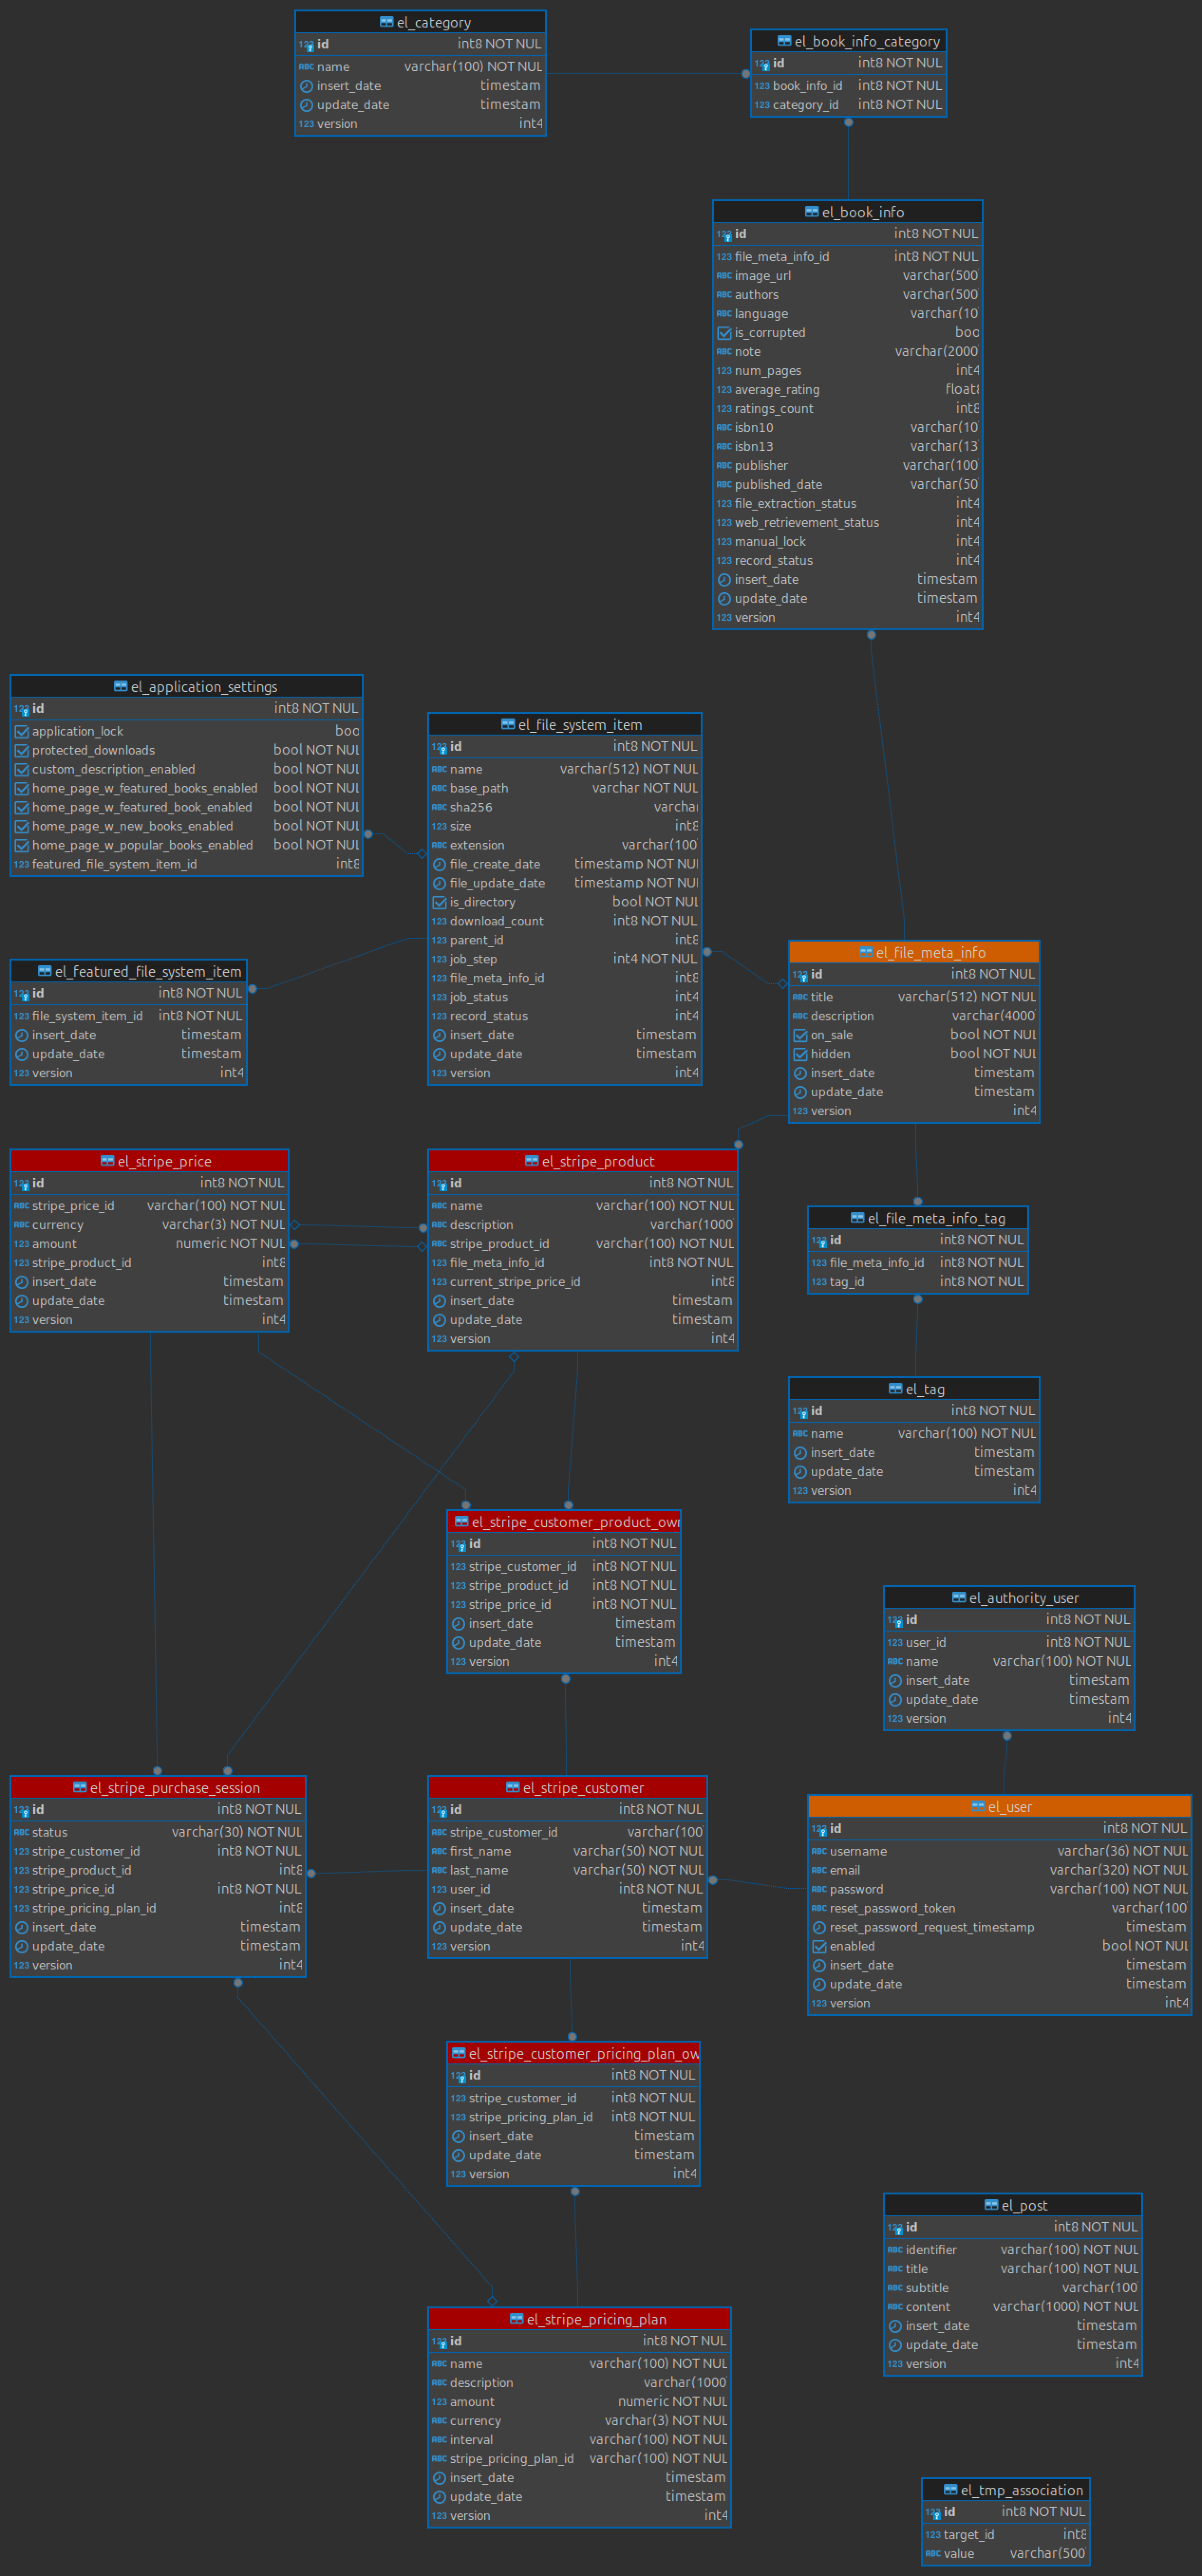 el_category
id int8 NOT NUL
name varchar(100) NOT NUL
insert_date timestam
update_date timestam
version int4
el_book_info_category
id int8 NOT NUL
book_info_id int8 NOT NUL
category_id int8 NOT NUL
el_book_info
id int8 NOT NUL
file_meta_info_id int8 NOT NUL
image_url varchar(500
authors varchar(500
language varchar(10
is_corrupted boo
note varchar(2000
num_pages int4
average_rating float8
ratings_count int8
isbn10 varchar(10
isbn13 varchar(13
publisher varchar(100
published_date varchar(50
file_extraction_status int4
web_retrievement_status int4
manual_lock int4
record_status int4
insert_date timestam
update_date timestam
version int4
el_application_settings
id int8 NOT NUL
application_lock boo
protected_downloads bool NOT NUL
custom_description_enabled bool NOT NUL
home_page_w_featured_books_enabled bool NOT NUL
home_page_w_featured_book_enabled bool NOT NUL
home_page_w_new_books_enabled bool NOT NUL
home_page_w_popular_books_enabled bool NOT NUL
featured_file_system_item_id int8
el_file_system_item
id int8 NOT NUL
name varchar(512) NOT NUL
base_path varchar NOT NUL
sha256 varchar
size int8
extension varchar(100
file_create_date timestamp NOT NUL
file_update_date timestamp NOT NUL
is_directory bool NOT NUL
download_count int8 NOT NUL
parent_id int8
job_step int4 NOT NUL
file_meta_info_id int8
job_status int4
record_status int4
insert_date timestam
update_date timestam
version int4
el_featured_file_system_item
id int8 NOT NUL
file_system_item_id int8 NOT NUL
insert_date timestam
update_date timestam
version int4
el_file_meta_info
id int8 NOT NUL
title varchar(512) NOT NUL
description varchar(4000
on_sale bool NOT NUL
hidden bool NOT NUL
insert_date timestam
update_date timestam
version int4
el_stripe_price
id int8 NOT NUL
stripe_price_id varchar(100) NOT NUL
currency varchar(3) NOT NUL
amount numeric NOT NUL
stripe_product_id int8
insert_date timestam
update_date timestam
version int4
el_stripe_product
id int8 NOT NUL
name varchar(100) NOT NUL
description varchar(1000
stripe_product_id varchar(100) NOT NUL
file_meta_info_id int8 NOT NUL
current_stripe_price_id int8
insert_date timestam
update_date timestam
version int4
el_file_meta_info_tag
id int8 NOT NUL
file_meta_info_id int8 NOT NUL
tag_id int8 NOT NUL
el_tag
id int8 NOT NUL
name varchar(100) NOT NUL
insert_date timestam
update_date timestam
version int4
el_stripe_customer_product_own
id int8 NOT NUL
stripe_customer_id int8 NOT NUL
stripe_product_id int8 NOT NUL
stripe_price_id int8 NOT NUL
insert_date timestam
update_date timestam
version int4
el_authority_user
id int8 NOT NUL
user_id int8 NOT NUL
name varchar(100) NOT NUL
insert_date timestam
update_date timestam
version int4
el_stripe_purchase_session
id int8 NOT NUL
status varchar(30) NOT NUL
stripe_customer_id int8 NOT NUL
stripe_product_id int8
stripe_price_id int8 NOT NUL
stripe_pricing_plan_id int8
insert_date timestam
update_date timestam
version int4
el_stripe_customer
id int8 NOT NUL
stripe_customer_id varchar(100
first_name varchar(50) NOT NUL
last_name varchar(50) NOT NUL
user_id int8 NOT NUL
insert_date timestam
update_date timestam
version int4
el_user
id int8 NOT NUL
username varchar(36) NOT NUL
email varchar(320) NOT NUL
password varchar(100) NOT NUL
reset_password_token varchar(100
reset_password_request_timestamp timestam
enabled bool NOT NUL
insert_date timestam
update_date timestam
version int4
el_stripe_customer_pricing_plan_ow
id int8 NOT NUL
stripe_customer_id int8 NOT NUL
stripe_pricing_plan_id int8 NOT NUL
insert_date timestam
update_date timestam
version int4
el_post
id int8 NOT NUL
identifier varchar(100) NOT NUL
title varchar(100) NOT NUL
subtitle varchar(100
content varchar(1000) NOT NUL
insert_date timestam
update_date timestam
version int4
el_stripe_pricing_plan
id int8 NOT NUL
name varchar(100) NOT NUL
description varchar(1000
amount numeric NOT NUL
currency varchar(3) NOT NUL
interval varchar(100) NOT NUL
stripe_pricing_plan_id varchar(100) NOT NUL
insert_date timestam
update_date timestam
version int4
el_tmp_association
id int8 NOT NUL
target_id int8
value varchar(500